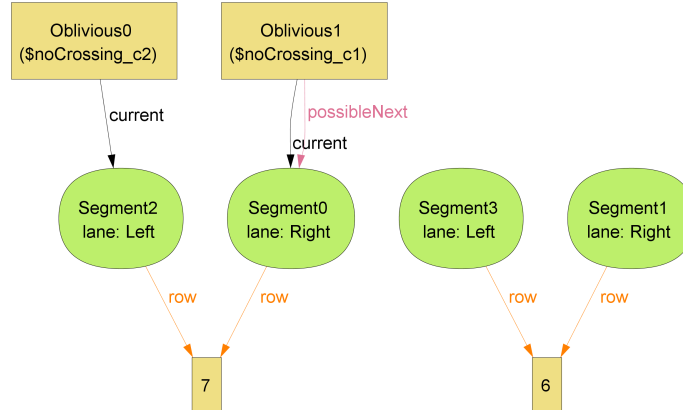 Oblivious0
($noCrossing_c2)
Oblivious1
($noCrossing_c1)
current
possibleNext
current
Segment2
lane: Left
Segment0
lane: Right
Segment3
lane: Left
Segment1
lane: Right
row
row
row
row
7
6